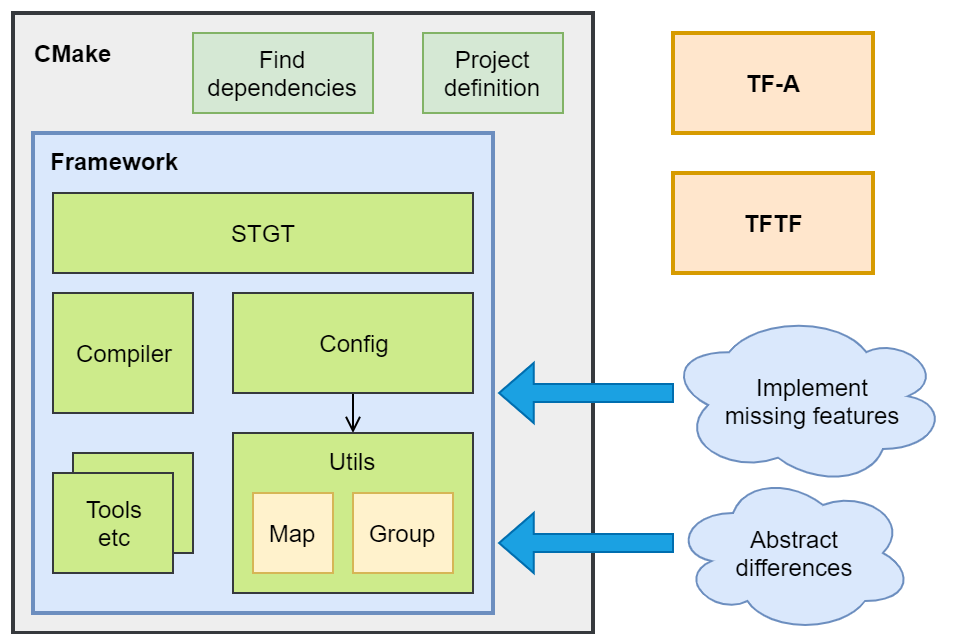 CMake
Find
dependencies
Project
definition
TF-A
Framework
STGT
TFTF
Compiler
Config
Implement
missing features
Utils
Tools
etc
Map
Group
Abstract
differences